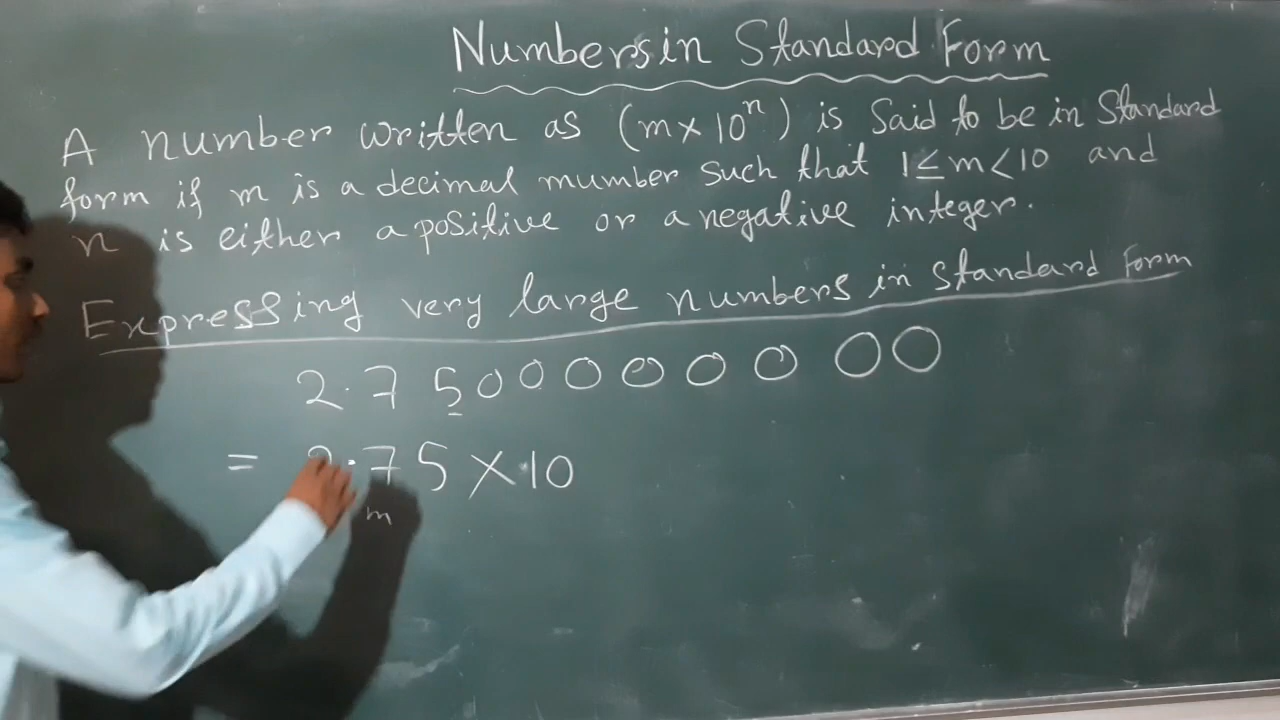 Numbers in Standard Form
A number written as (m × 10ⁿ) is said to be in Standard
form if m is a decimal mumber such that 1 ≤ m < 10 and
n is either a positive or a negative integer.
Expressing very large numbers in standard form
2.75000000000
= 2.75 × 10
m